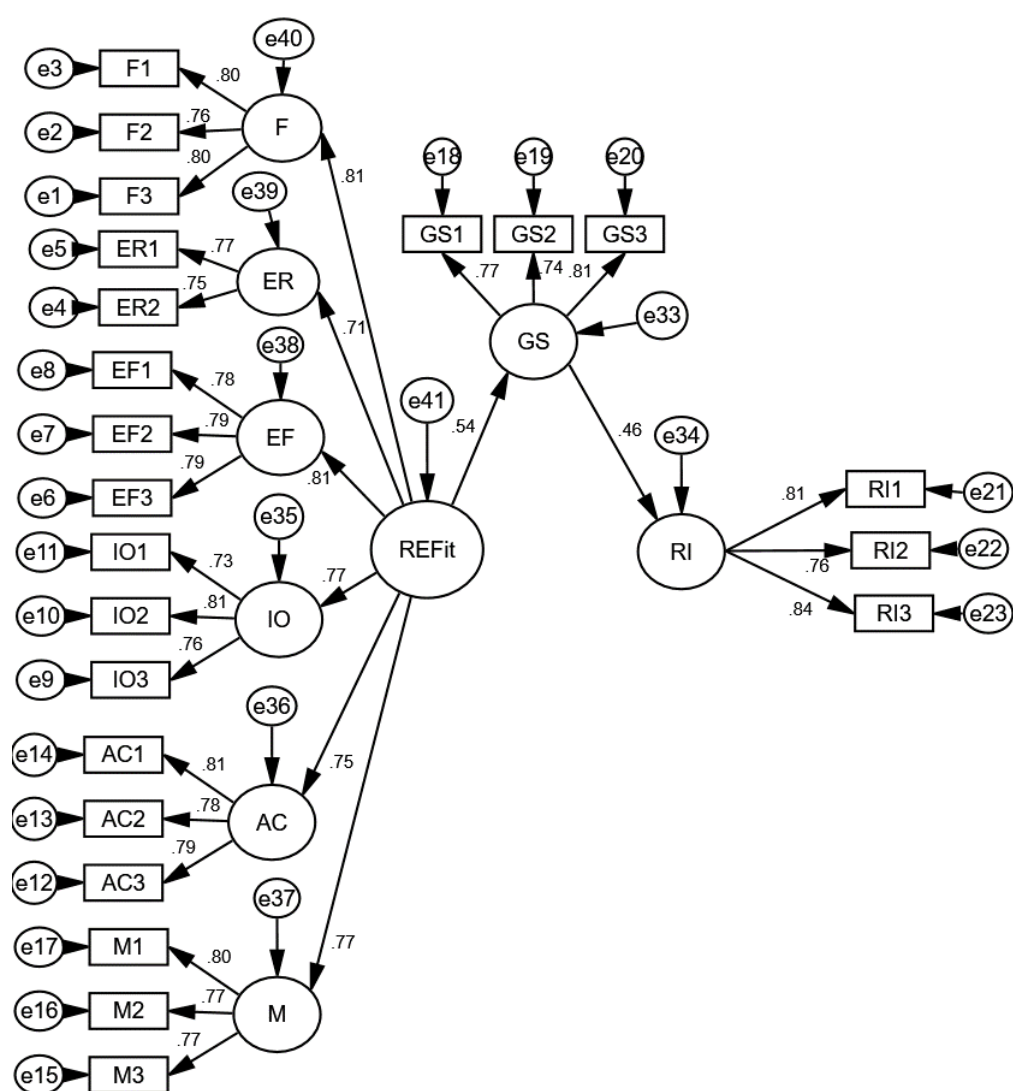 e40
e3 F1 .80
F
e2 F2 .76
e1 F3 .80
.81
e39
e5 ER1 .77
ER
e4 ER2 .75
.71
e38
e8 EF1 .78
EF
e7 EF2 .79
e6 EF3 .79
.81
e35
e11 IO1 .73
IO
e10 IO2 .81
e9 IO3 .76
.77
e36
e14 AC1 .81
AC
e13 AC2 .78
e12 AC3 .79
.75
e37
e17 M1 .80
M
e16 M2 .77
e15 M3 .77
.77
e41
REFit
.54
e18 e19 e20
GS1 GS2 GS3
.77 .74 .81
GS
e33
.46
e34
RI
.81 RI1 e21
.76 RI2 e22
.84 RI3 e23